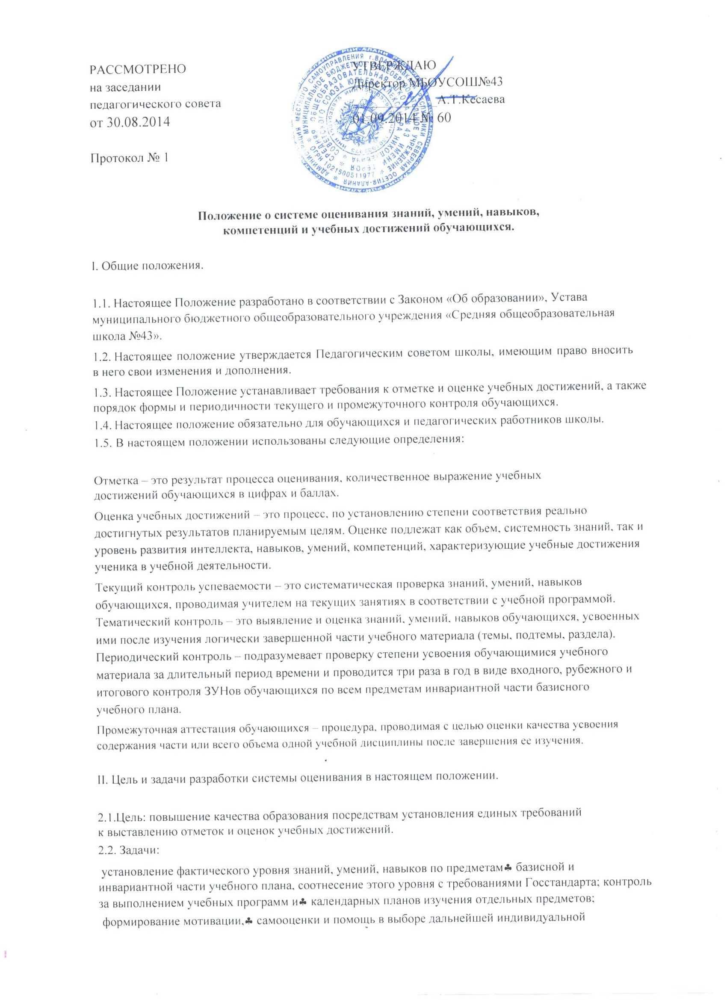 РАССМОТРЕНО
на заседании
педагогического совета
от 30.08.2014
Протокол № 1
УТВЕРЖДАЮ
Директор МБОУСОШ№43
А.Т.Кесаева
01.09.2014 № 60
Положение о системе оценивания знаний, умений, навыков,
компетенций и учебных достижений обучающихся.
I. Общие положения.
1.1. Настоящее Положение разработано в соответствии с Законом «Об образовании», Устава
муниципального бюджетного общеобразовательного учреждения «Средняя общеобразовательная
школа №43».
1.2. Настоящее положение утверждается Педагогическим советом школы, имеющим право вносить
в него свои изменения и дополнения.
1.3. Настоящее Положение устанавливает требования к отметке и оценке учебных достижений, а также
порядок формы и периодичности текущего и промежуточного контроля обучающихся.
1.4. Настоящее положение обязательно для обучающихся и педагогических работников школы.
1.5. В настоящем положении использованы следующие определения:
Отметка – это результат процесса оценивания, количественное выражение учебных
достижений обучающихся в цифрах и баллах.
Оценка учебных достижений – это процесс, по установлению степени соответствия реально
достигнутых результатов планируемым целям. Оценке подлежат как объем, системность знаний, так и
уровень развития интеллекта, навыков, умений, компетенций, характеризующие учебные достижения
ученика в учебной деятельности.
Текущий контроль успеваемости – это систематическая проверка знаний, умений, навыков
обучающихся, проводимая учителем на текущих занятиях в соответствии с учебной программой.
Тематический контроль – это выявление и оценка знаний, умений, навыков обучающихся, усвоенных
ими после изучения логически завершенной части учебного материала (темы, подтемы, раздела).
Периодический контроль – подразумевает проверку степени усвоения обучающимися учебного
материала за длительный период времени и проводится три раза в год в виде входного, рубежного и
итогового контроля ЗУНов обучающихся по всем предметам инвариантной части базисного
учебного плана.
Промежуточная аттестация обучающихся – процедура, проводимая с целью оценки качества усвоения
содержания части или всего объема одной учебной дисциплины после завершения ее изучения.
II. Цель и задачи разработки системы оценивания в настоящем положении.
2.1.Цель: повышение качества образования посредствам установления единых требований
к выставлению отметок и оценок учебных достижений.
2.2. Задачи:
установление фактического уровня знаний, умений, навыков по предметам♣ базисной и
инвариантной части учебного плана, соотнесение этого уровня с требованиями Госстандарта; контроль
за выполнением учебных программ и♣ календарных планов изучения отдельных предметов;
формирование мотивации,♣ самооценки и помощь в выборе дальнейшей индивидуальной